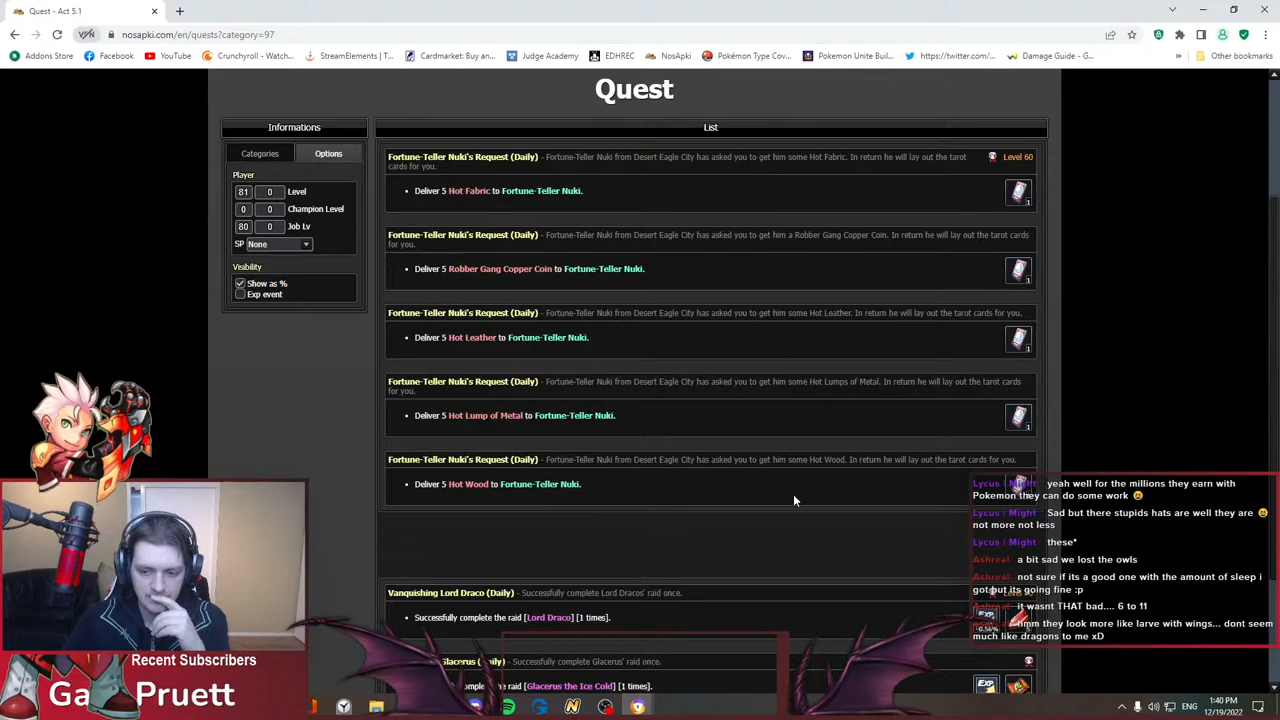 Quest - Act 5.1
nosapki.com/en/quests?category=97
Addons Store
Facebook
YouTube
Crunchyroll - Watch...
StreamElements | T...
Cardmarket: Buy an...
Judge Academy
EDHREC
NosApki
Pokémon Type Cov...
Pokemon Unite Buil...
https://twitter.com/...
Damage Guide - G...
Other bookmarks
Quest
Informations
List
Categories
Options
Player
81 0 Level
0 0 Champion Level
80 0 Job Lv
SP None
Visibility
Show as %
Exp event
Fortune-Teller Nuki's Request (Daily) - Fortune-Teller Nuki from Desert Eagle City has asked you to get him some Hot Fabric. In return he will lay out the tarot
cards for you.
Level 60
Deliver 5 Hot Fabric to Fortune-Teller Nuki.
1
Fortune-Teller Nuki's Request (Daily) - Fortune-Teller Nuki from Desert Eagle City has asked you to get him a Robber Gang Copper Coin. In return he will lay out the tarot cards
for you.
Deliver 5 Robber Gang Copper Coin to Fortune-Teller Nuki.
1
Fortune-Teller Nuki's Request (Daily) - Fortune-Teller Nuki from Desert Eagle City has asked you to get him some Hot Leather. In return he will lay out the tarot cards for you.
Deliver 5 Hot Leather to Fortune-Teller Nuki.
1
Fortune-Teller Nuki's Request (Daily) - Fortune-Teller Nuki from Desert Eagle City has asked you to get him some Hot Lumps of Metal. In return he will lay out the tarot cards
for you.
Deliver 5 Hot Lump of Metal to Fortune-Teller Nuki.
1
Fortune-Teller Nuki's Request (Daily) - Fortune-Teller Nuki from Desert Eagle City has asked you to get him some Hot Wood. In return he will lay out the tarot cards for you.
Deliver 5 Hot Wood to Fortune-Teller Nuki.
Vanquishing Lord Draco (Daily) - Successfully complete Lord Dracos' raid once.
Successfully complete the raid [Lord Draco] [1 times].
Glacerus - Successfully complete Glacerus' raid once.
the raid [Glacerus the Ice Cold] [1 times].
Exp
Lycus | Might yeah well for the millions they earn with
Pokemon they can do some work
Lycus | Might Sad but there stupids hats are well they are
not more not less
Lycus | Might these*
Ashreal: a bit sad we lost the owls
Ashreal: not sure if its a good one with the amount of sleep i
got but its going fine :p
Ashreal: it wasnt THAT bad.... 6 to 11
hmm they look more like larve with wings... dont seem
much like dragons to me xD
Recent Subscribers
Ga
Pruett
ENG
1:40 PM
12/19/2022